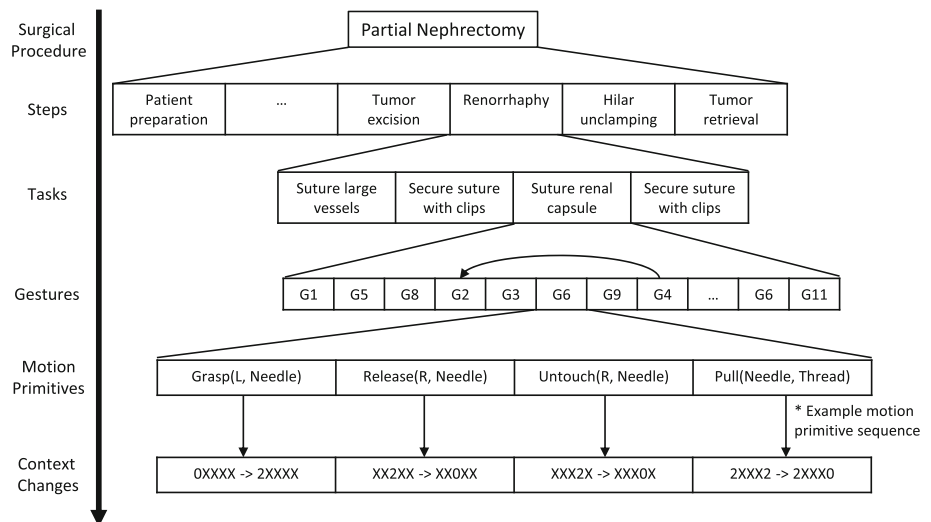 Surgical
Procedure
Partial Nephrectomy
Steps
Patient
preparation
...
Tumor
excision
Renorrhaphy
Hilar
unclamping
Tumor
retrieval
Tasks
Suture large
vessels
Secure suture
with clips
Suture renal
capsule
Secure suture
with clips
Gestures
G1 G5 G8 G2 G3 G6 G9 G4 ... G6 G11
Motion
Primitives
Grasp(L, Needle)
Release(R, Needle)
Untouch(R, Needle)
Pull(Needle, Thread)
* Example motion
primitive sequence
Context
Changes
0XXXX -> 2XXXX
XX2XX -> XX0XX
XXX2X -> XXX0X
2XXX2 -> 2XXX0